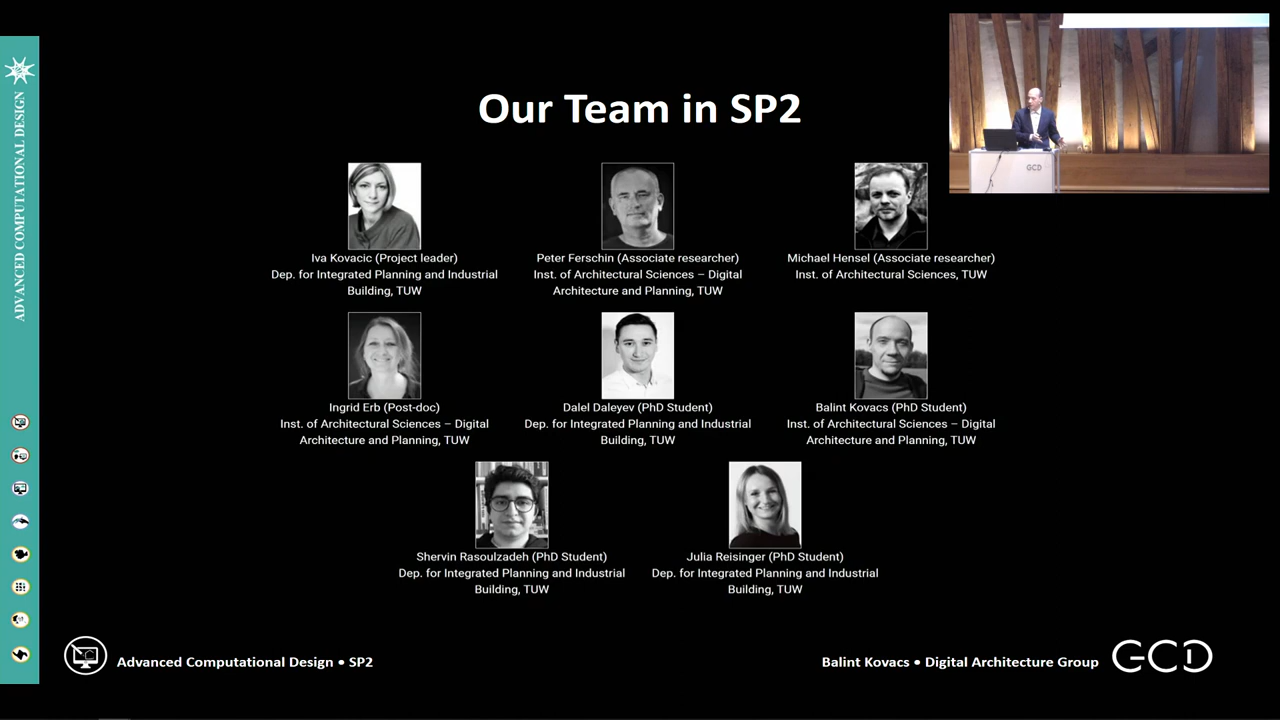 ADVANCED COMPUTATIONAL DESIGN
Our Team in SP2
GCD
Iva Kovacic (Project leader)
Dep. for Integrated Planning and Industrial
Building, TUW
Peter Ferschin (Associate researcher)
Inst. of Architectural Sciences – Digital
Architecture and Planning, TUW
Michael Hensel (Associate researcher)
Inst. of Architectural Sciences, TUW
Ingrid Erb (Post-doc)
Inst. of Architectural Sciences – Digital
Architecture and Planning, TUW
Dalel Daleyev (PhD Student)
Dep. for Integrated Planning and Industrial
Building, TUW
Balint Kovacs (PhD Student)
Inst. of Architectural Sciences – Digital
Architecture and Planning, TUW
Shervin Rasoulzadeh (PhD Student)
Dep. for Integrated Planning and Industrial
Building, TUW
Julia Reisinger (PhD Student)
Dep. for Integrated Planning and Industrial
Building, TUW
Advanced Computational Design • SP2
Balint Kovacs • Digital Architecture Group
GCD